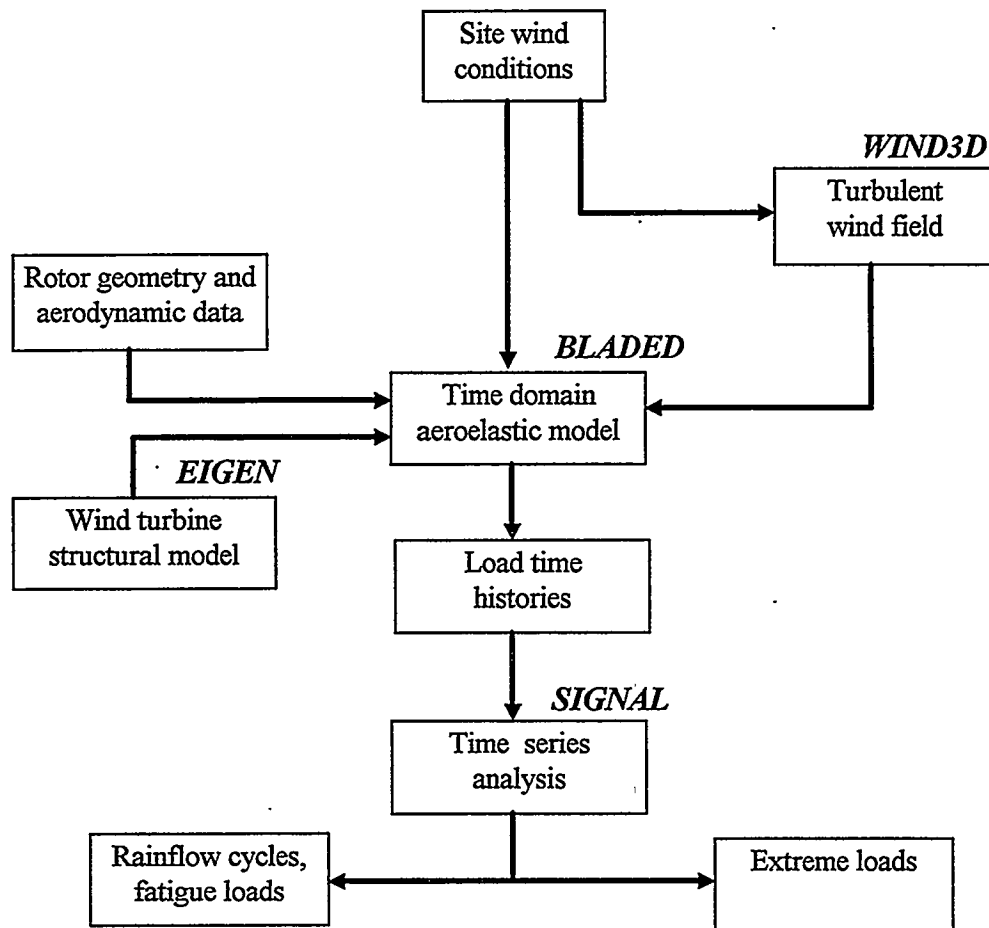 Site wind
conditions
WIND3D
Turbulent
wind field
Rotor geometry and
aerodynamic data
BLADED
Time domain
aeroelastic model
EIGEN
Wind turbine
structural model
Load time
histories
SIGNAL
Time series
analysis
Rainflow cycles,
fatigue loads
Extreme loads